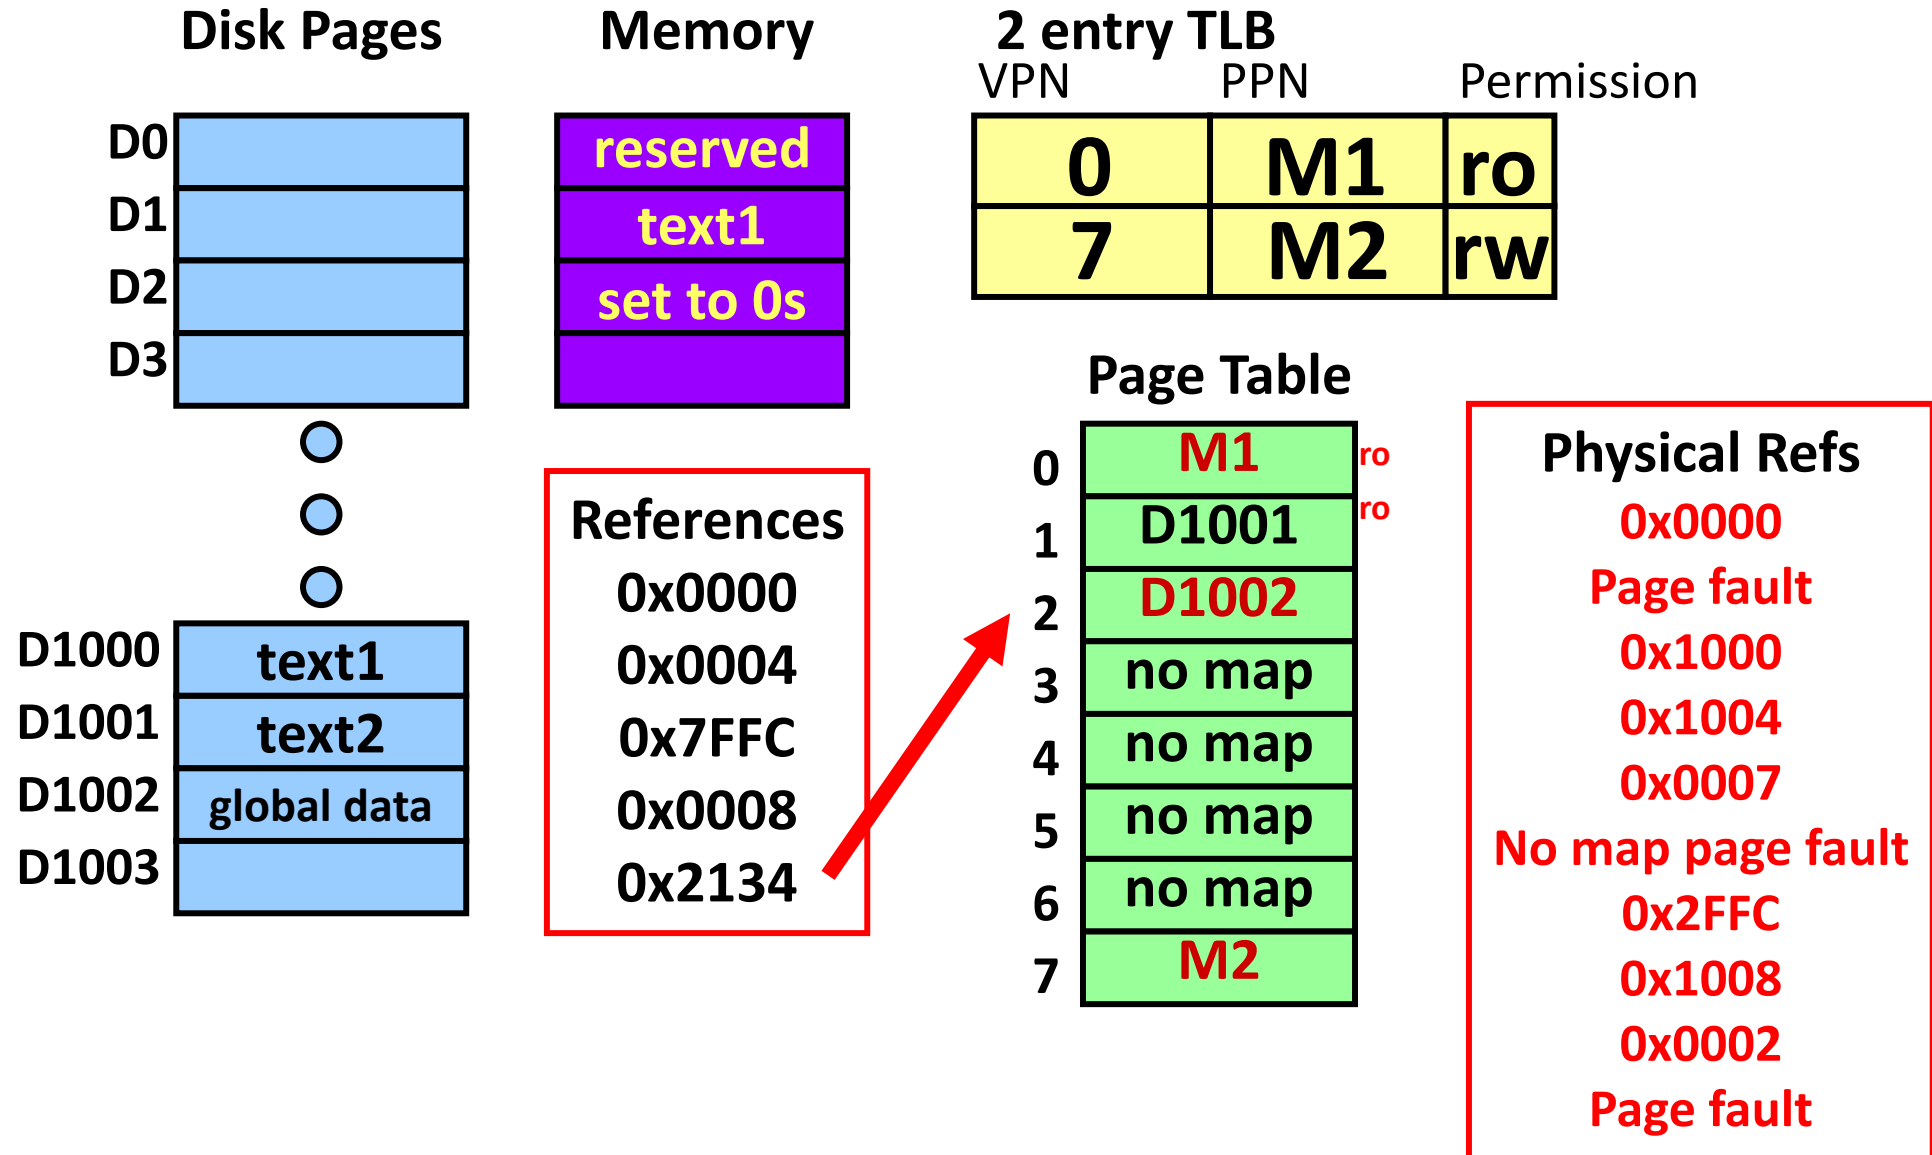 Disk Pages
D0
D1
D2
D3
D1000 text1
D1001 text2
D1002 global data
D1003
Memory
reserved
text1
set to 0s
References
0x0000
0x0004
0x7FFC
0x0008
0x2134
2 entry TLB
VPN PPN Permission
0 M1 ro
7 M2 rw
Page Table
0 M1 ro
1 D1001 ro
2 D1002
3 no map
4 no map
5 no map
6 no map
7 M2
Physical Refs
0x0000
Page fault
0x1000
0x1004
0x0007
No map page fault
0x2FFC
0x1008
0x0002
Page fault